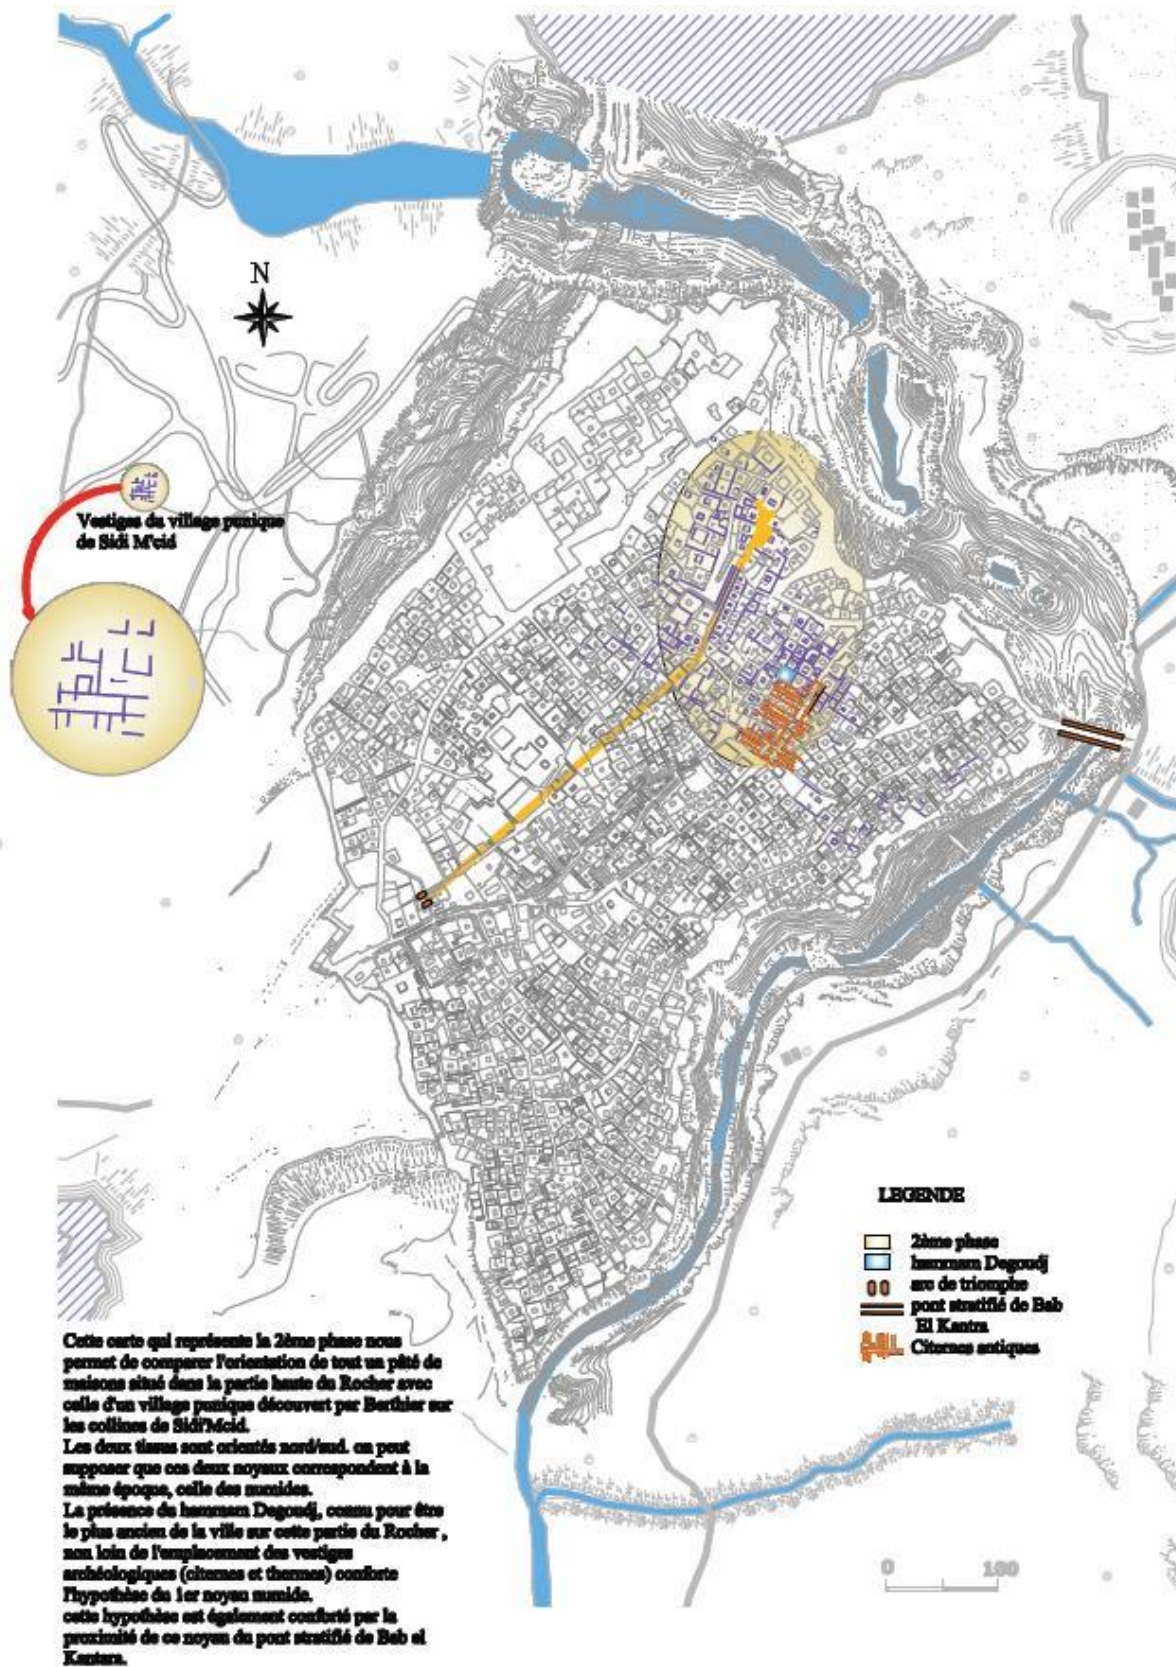 N
Vestiges du village punique
de Sidi M'cid
LEGENDE
2ème phase
hammam Degoudj
arc de triomphe
pont stratifié de Bab
El Kantra
Citernes antiques
0 180
Cette carte qui représente la 2ème phase nous
permet de comparer l'orientation de tout un pâté de
maisons situé dans la partie haute du Rocher avec
celle d'un village punique découvert par Berthier sur
les collines de Sidi'Mcid.
Les deux tissus sont orientés nord/sud. on peut
supposer que ces deux noyaux correspondent à la
même époque, celle des numides.
La présence du hammam Degoudj, connu pour être
le plus ancien de la ville sur cette partie du Rocher ,
non loin de l'emplacement des vestiges
archéologiques (citernes et thermes) conforte
l'hypothèse du 1er noyau numide.
cette hypothèse est également conforté par la
proximité de ce noyau du pont stratifié de Bab el
Kantara.